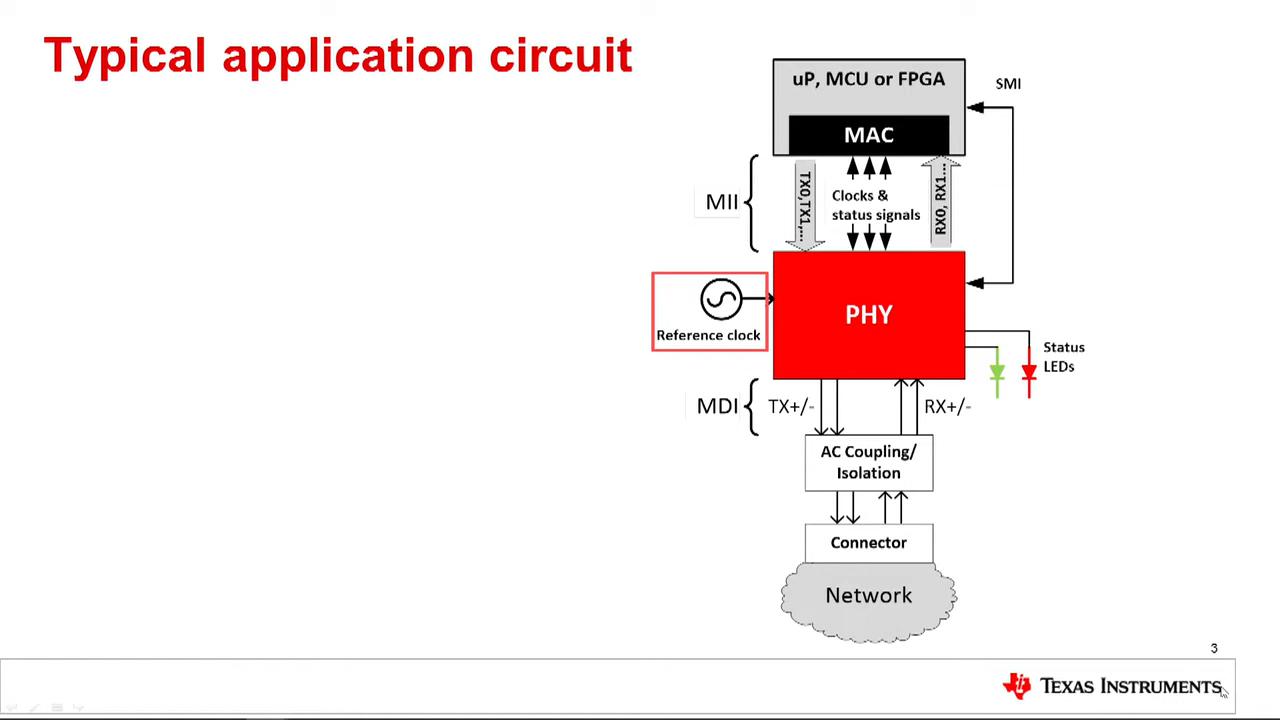 Typical application circuit
uP, MCU or FPGA
SMI
MAC
MII
TX0,TX1,...
Clocks &
status signals
RX0, RX1...
PHY
Reference clock
Status
LEDs
MDI
TX+/-
RX+/-
AC Coupling/
Isolation
Connector
Network
3
TEXAS INSTRUMENTS